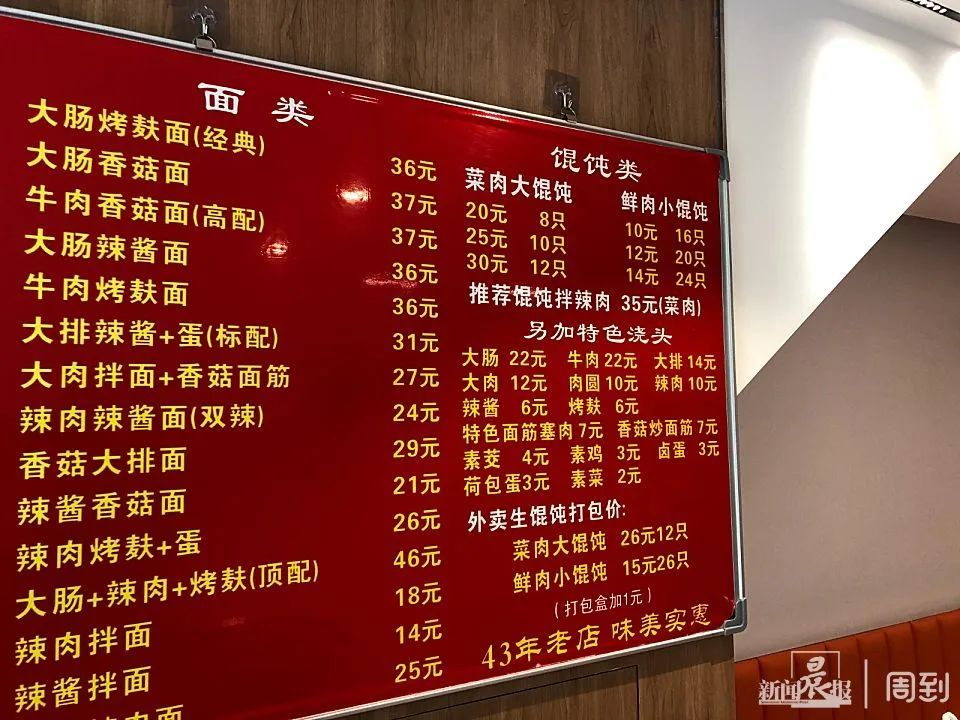 面类
大肠烤麸面(经典) 36元
大肠香菇面 37元
牛肉香菇面(高配) 37元
大肠辣酱面 36元
牛肉烤麸面 36元
大排辣酱+蛋(标配) 31元
大肉拌面+香菇面筋 27元
辣肉辣酱面(双辣) 24元
香菇大排面 29元
辣酱香菇面 21元
辣肉烤麸+蛋 26元
大肠+辣肉+烤麸(顶配) 46元
辣肉拌面 18元
辣酱拌面 14元
肉面 25元
馄饨类
菜肉大馄饨 鲜肉小馄饨
20元 8只 10元 16只
25元 10只 12元 20只
30元 12只 14元 24只
推荐馄饨拌辣肉 35元(菜肉)
另加特色浇头
大肠 22元 牛肉 22元 大排 14元
大肉 12元 肉圆 10元 辣肉 10元
辣酱 6元 烤麸 6元
特色面筋塞肉 7元 香菇炒面筋 7元
素茭 4元 素鸡 3元 卤蛋 3元
荷包蛋3元 素菜 2元
外卖生馄饨打包价:
菜肉大馄饨 26元12只
鲜肉小馄饨 15元26只
(打包盒加1元)
43年老店 味美实惠
新闻晨报 周到